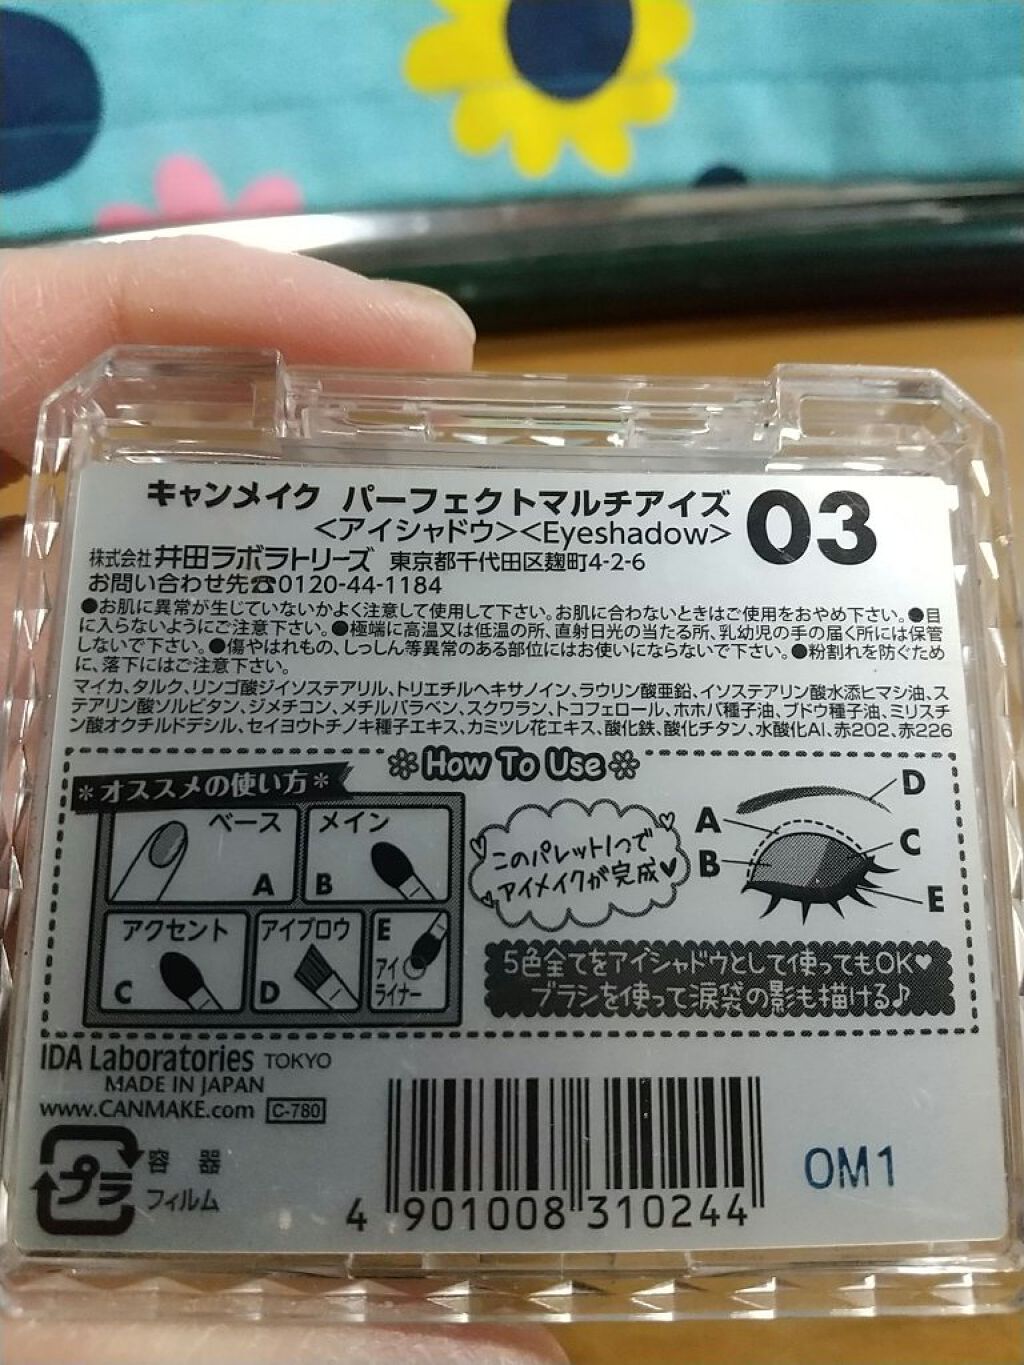 キャンメイク パーフェクトマルチアイズ
<アイシャドウ><Eyeshadow>
03
株式会社 井田ラボラトリーズ 東京都千代田区麹町4-2-6
お問い合わせ先☎0120-44-1184
●お肌に異常が生じていないかよく注意して使用して下さい。お肌に合わないときはご使用をおやめ下さい。●目
に入らないようにご注意下さい。●極端に高温又は低温の所、直射日光の当たる所、乳幼児の手の届く所には保管
しないで下さい。●傷やはれもの、しっしん等異常のある部位にはお使いにならないで下さい。●粉割れを防ぐため
に、落下にはご注意下さい。
マイカ、タルク、リンゴ酸ジイソステアリル、トリエチルヘキサノイン、ラウリン酸亜鉛、イソステアリン酸水添ヒマシ油、ス
テアリン酸ソルビタン、ジメチコン、メチルパラベン、スクワラン、トコフェロール、ホホバ種子油、ブドウ種子油、ミリスチ
ン酸オクチルドデシル、セイヨウトチノキ種子エキス、カミツレ花エキス、酸化鉄、酸化チタン、水酸化Al、赤202、赤226
How To Use
*オススメの使い方*
ベース
A
メイン
B
アクセント
C
アイブロウ
D
E
アイ
ライナー
このパレット1つで
アイメイクが完成♥
A
B
D
C
E
5色全てをアイシャドウとして使ってもOK♥
ブラシを使って涙袋の影も描ける♪
IDA Laboratories TOKYO
MADE IN JAPAN
www.CANMAKE.com C-780
プラ
容器
フィルム
4 901008 310244
OM1